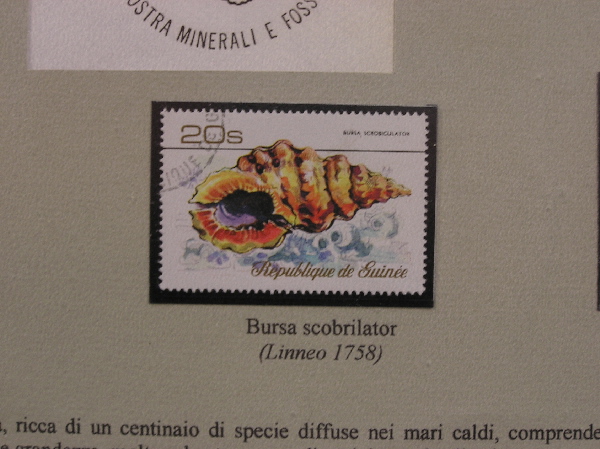 OSTRA MINERALI E FOSS
20s
BURSA SCROBICULATOR
République de Guinée
Bursa scobrilator
(Linneo 1758)
, ricca di un centinaio di specie diffuse nei mari caldi, comprende